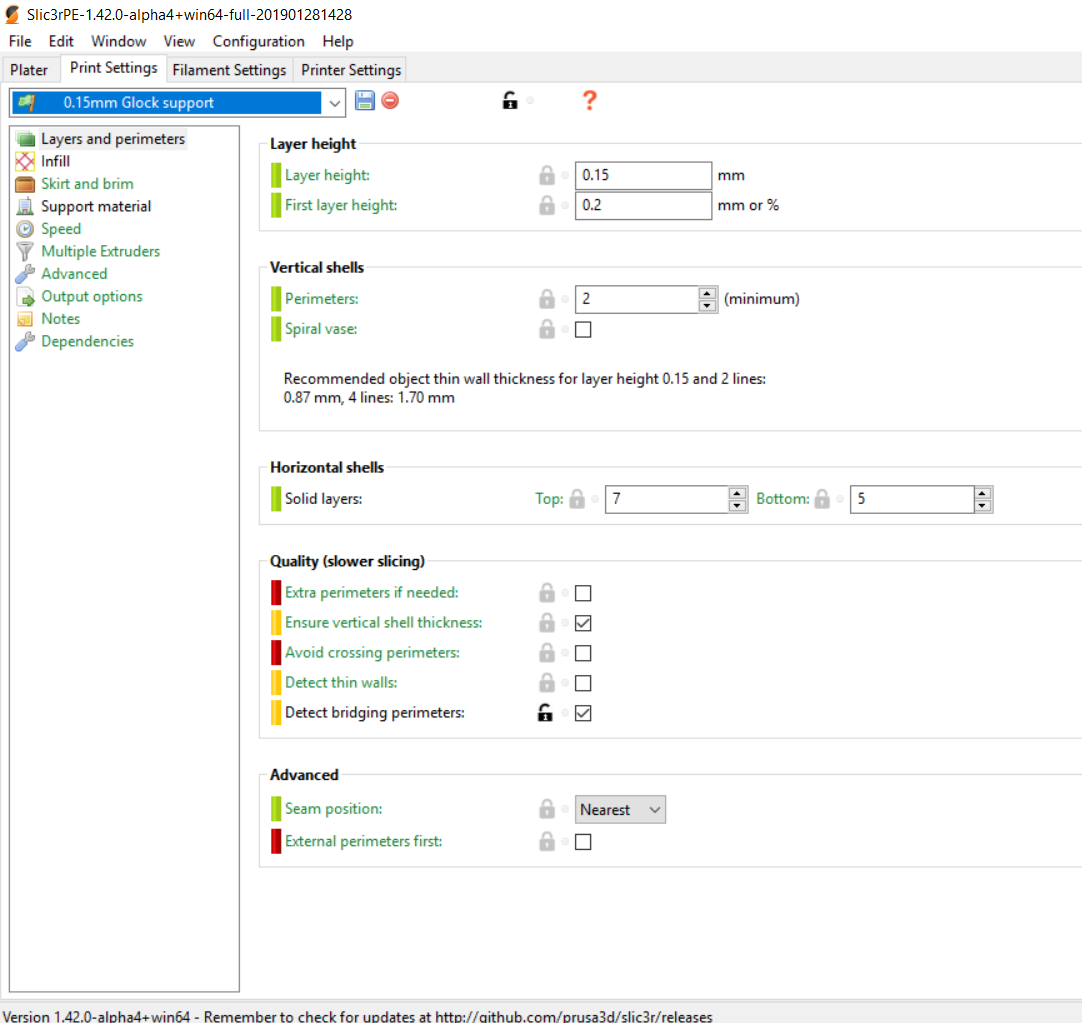 Slic3rPE-1.42.0-alpha4+win64-full-201901281428
File Edit Window View Configuration Help
Plater Print Settings Filament Settings Printer Settings
0.15mm Glock support ?
Layers and perimeters
Infill
Skirt and brim
Support material
Speed
Multiple Extruders
Advanced
Output options
Notes
Dependencies
Layer height
Layer height: 0.15 mm
First layer height: 0.2 mm or %
Vertical shells
Perimeters: 2 (minimum)
Spiral vase:
Recommended object thin wall thickness for layer height 0.15 and 2 lines:
0.87 mm, 4 lines: 1.70 mm
Horizontal shells
Solid layers: Top: 7 Bottom: 5
Quality (slower slicing)
Extra perimeters if needed:
Ensure vertical shell thickness:
Avoid crossing perimeters:
Detect thin walls:
Detect bridging perimeters:
Advanced
Seam position: Nearest
External perimeters first:
Version 1.42.0-alpha4+win64 - Remember to check for updates at http://github.com/prusa3d/slic3r/releases